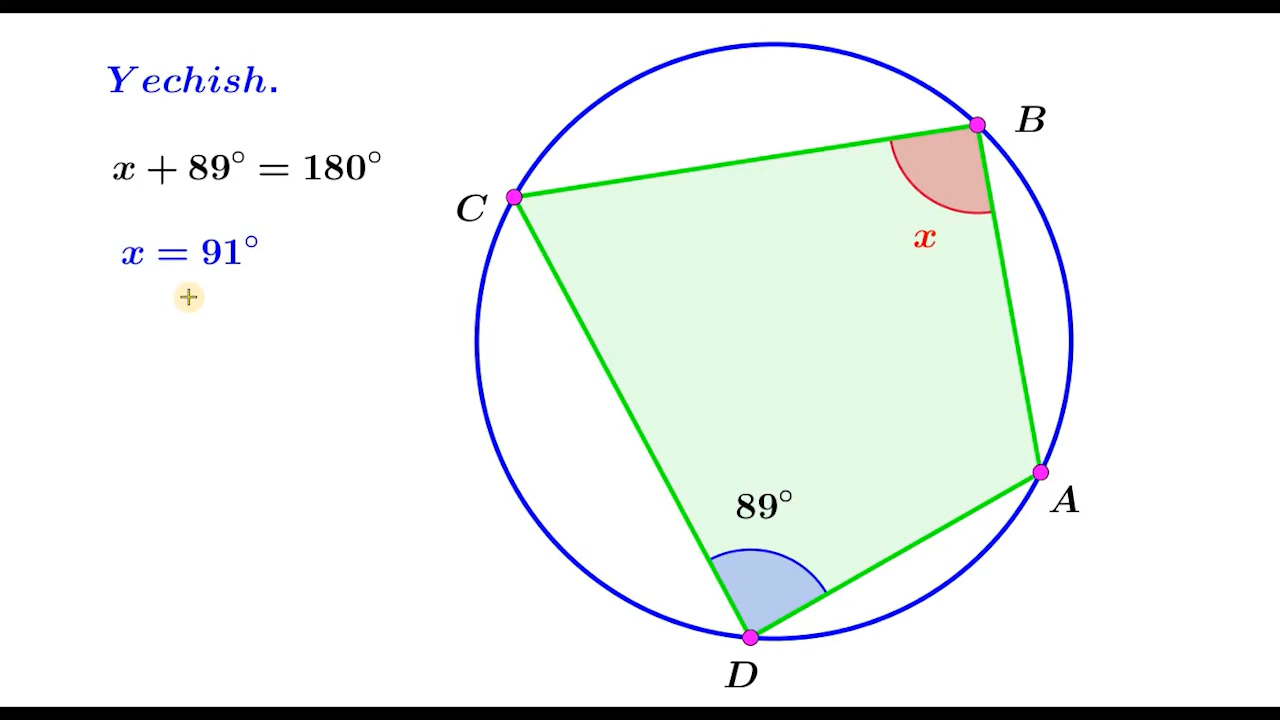 Yechish.
x + 89° = 180°
x = 91°
B
C
x
89°
A
D